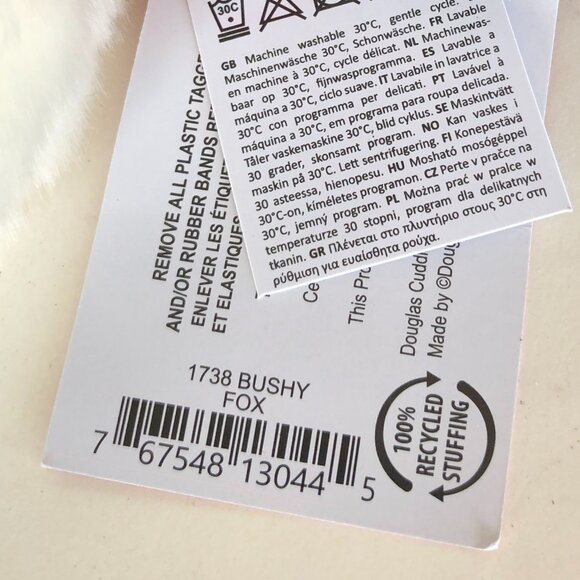 30C
GB Machine washable 30°C, gentle cycle.
Maschinenwäsche 30°C, Schonwäsche. FR Lavable
en machine à 30°C, cycle délicat. NL Machinewas-
baar op 30°C, fijnwasprogramma. ES Lavable a
máquina a 30°C, ciclo suave. IT Lavabile in lavatrice a
30°C con programma per delicati. PT Lavável à
máquina a 30°C, em programa para roupa delicada.
Tåler vaskemaskine 30°C, blid cyklus. SE Maskintvätt
30 grader, skonsamt program. NO Kan vaskes i
maskin på 30°C. Lett sentrifugering. FI Konepestävä
30 asteessa, hienopesu. HU Mosható mosógéppel
30°C-on, kíméletes programon. CZ Perte v pračce na
30°C, jemný program. PL Można prać w pralce w
temperaturze 30 stopni, program dla delikatnych
tkanin. GR Πλένεται στο πλυντήριο στους 30°C στη
ρύθμιση για ευαίσθητα ρούχα.
REMOVE ALL PLASTIC TAGGE
AND/OR RUBBER BANDS BE
ENLEVER LES ÉTIQUE
ET ELASTIQUES
Ce
This Pro
Douglas Cuddl
Made by ©Doug
1738 BUSHY
FOX
7 67548 13044 5
100%
RECYCLED
STUFFING